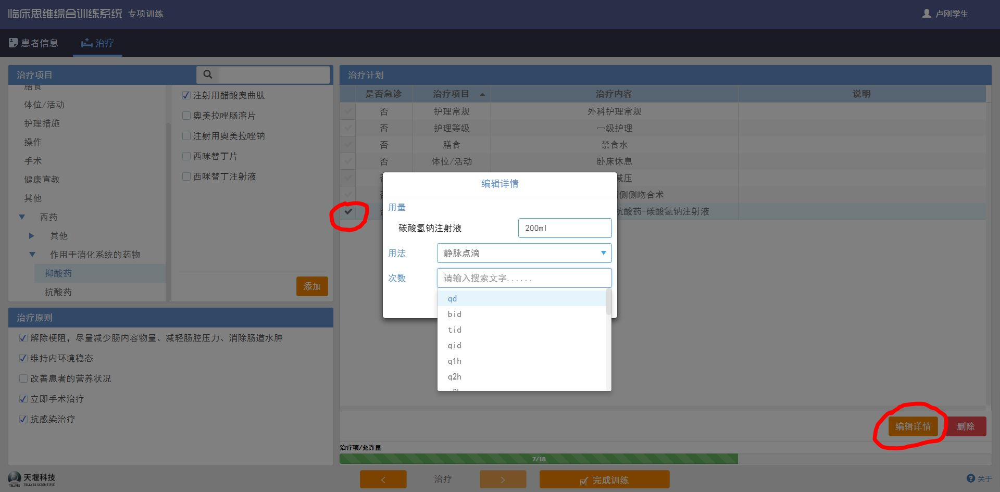 临床思维综合训练系统 专项训练
卢刚学生
患者信息
治疗
治疗项目
膳食
体位/活动
护理措施
操作
手术
健康宣教
其他
西药
其他
作用于消化系统的药物
抑酸药
抗酸药
注射用醋酸奥曲肽
奥美拉唑肠溶片
注射用奥美拉唑钠
西咪替丁片
西咪替丁注射液
添加
治疗原则
解除梗阻，尽量减少肠内容物量、减轻肠腔压力、消除肠道水肿
维持内环境稳态
改善患者的营养状况
立即手术治疗
抗感染治疗
治疗计划
是否急诊 治疗项目 治疗内容 说明
否 护理常规 外科护理常规
否 护理等级 一级护理
否 膳食 禁食水
否 体位/活动 卧床休息
减压
侧侧吻合术
抗酸药-碳酸氢钠注射液
编辑详情
用量
碳酸氢钠注射液 200ml
用法 静脉点滴
次数 请输入搜索文字......
qd
bid
tid
qid
q1h
q2h
编辑详情
删除
治疗项/允许量
7/18
<
治疗
>
完成训练
天堰科技
TELLYES SCIENTIFIC
关于